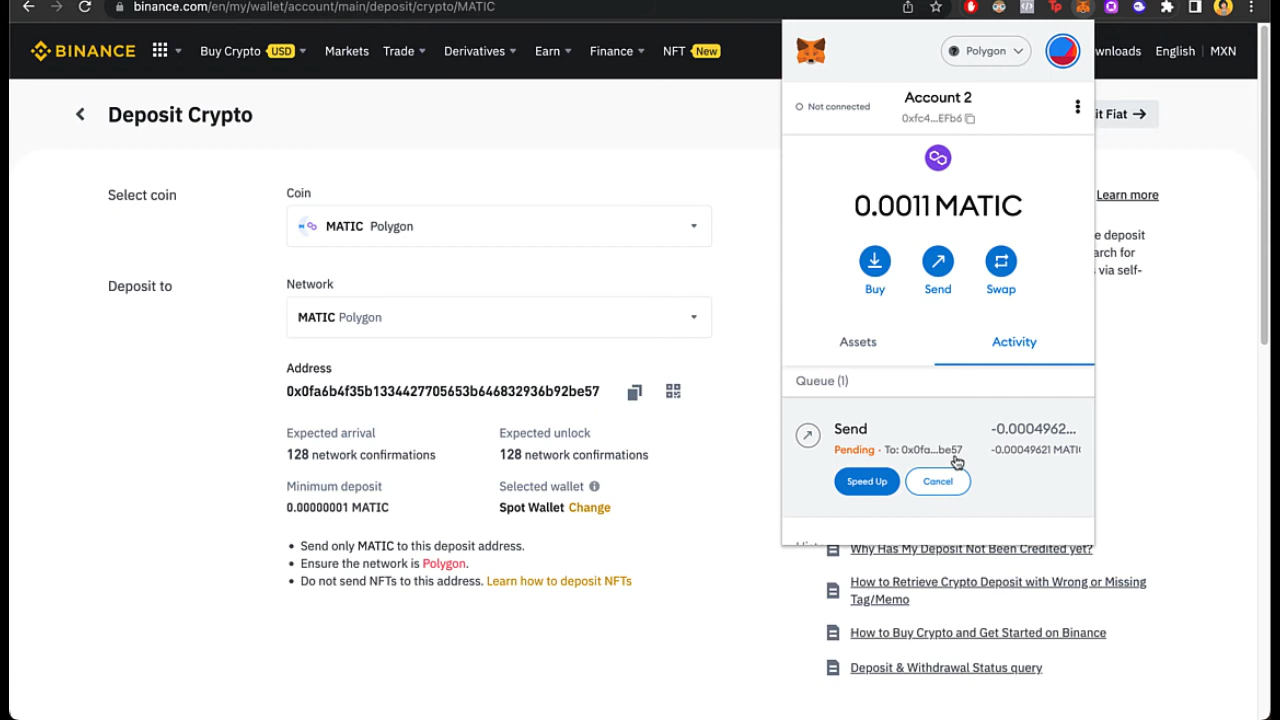 binance.com/en/my/wallet/account/main/deposit/crypto/MATIC
BINANCE
Buy Crypto USD
Markets
Trade
Derivatives
Earn
Finance
NFT New
wnloads
English
MXN
Deposit Crypto
it Fiat →
Select coin
Coin
MATIC Polygon
Deposit to
Network
MATIC Polygon
Address
0x0fa6b4f35b1334427705653b646832936b92be57
Expected arrival
128 network confirmations
Expected unlock
128 network confirmations
Minimum deposit
0.00000001 MATIC
Selected wallet
Spot Wallet Change
• Send only MATIC to this deposit address.
• Ensure the network is Polygon.
• Do not send NFTs to this address. Learn how to deposit NFTs
Polygon
Not connected
Account 2
0xfc4...EFb6
0.0011 MATIC
Buy
Send
Swap
Assets
Activity
Queue (1)
Send
-0.0004962...
Pending · To: 0x0fa...be57
-0.00049621 MATI
Speed Up
Cancel
Learn more
e deposit
arch for
s via self-
Why Has My Deposit Not Been Credited yet?
How to Retrieve Crypto Deposit with Wrong or Missing
Tag/Memo
How to Buy Crypto and Get Started on Binance
Deposit & Withdrawal Status query